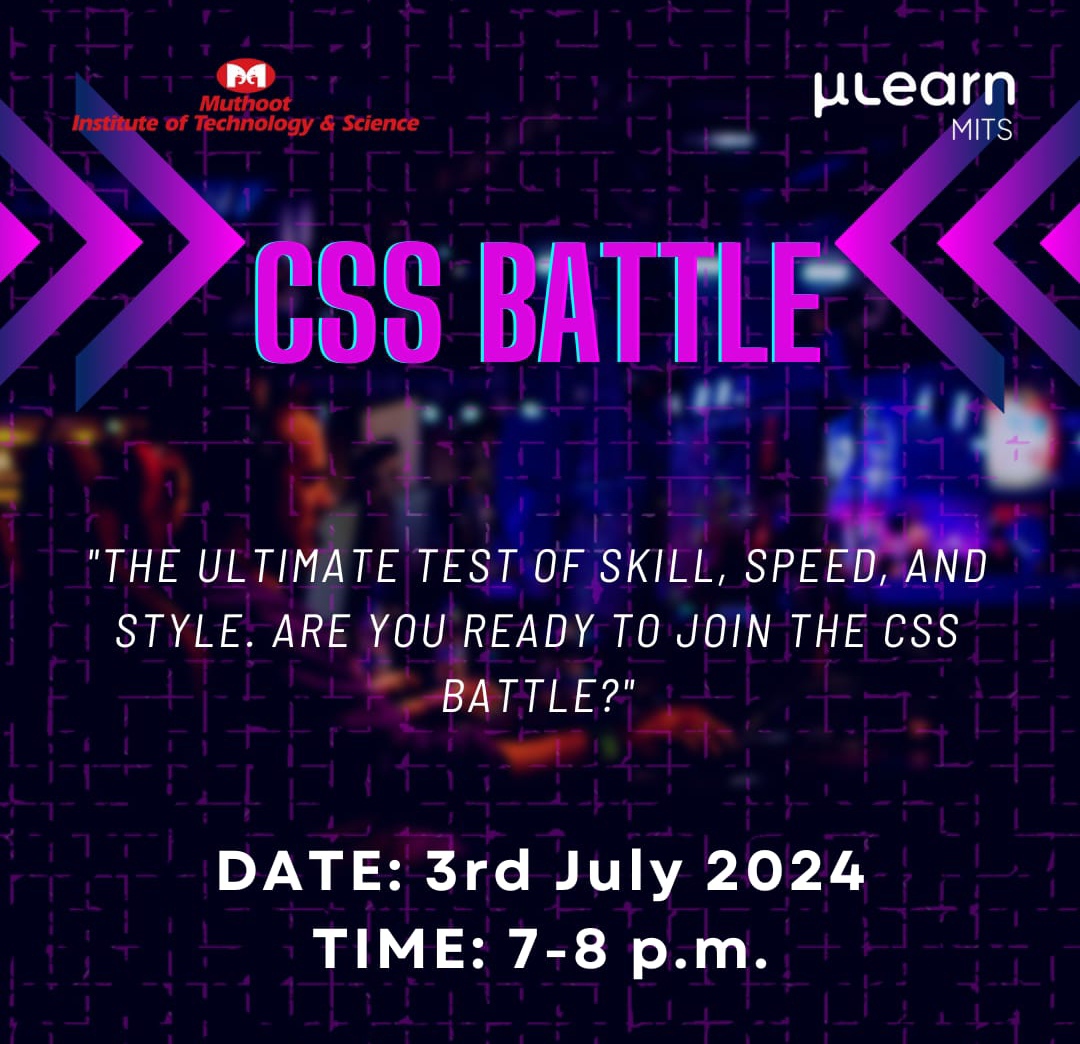 Muthoot
Institute of Technology & Science
µLearn
MITS
CSS BATTLE
"THE ULTIMATE TEST OF SKILL, SPEED, AND
STYLE. ARE YOU READY TO JOIN THE CSS
BATTLE?"
DATE: 3rd July 2024
TIME: 7-8 p.m.